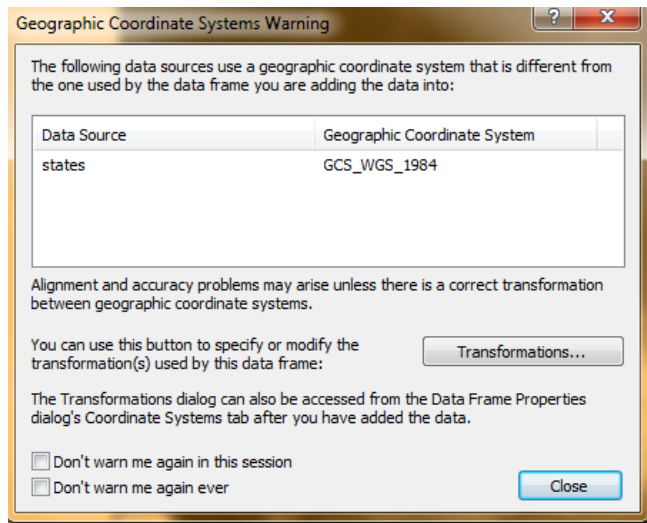 Geographic Coordinate Systems Warning
? X
The following data sources use a geographic coordinate system that is different from
the one used by the data frame you are adding the data into:
Data Source Geographic Coordinate System
states GCS_WGS_1984
Alignment and accuracy problems may arise unless there is a correct transformation
between geographic coordinate systems.
You can use this button to specify or modify the
transformation(s) used by this data frame:
Transformations...
The Transformations dialog can also be accessed from the Data Frame Properties
dialog's Coordinate Systems tab after you have added the data.
Don't warn me again in this session
Don't warn me again ever
Close